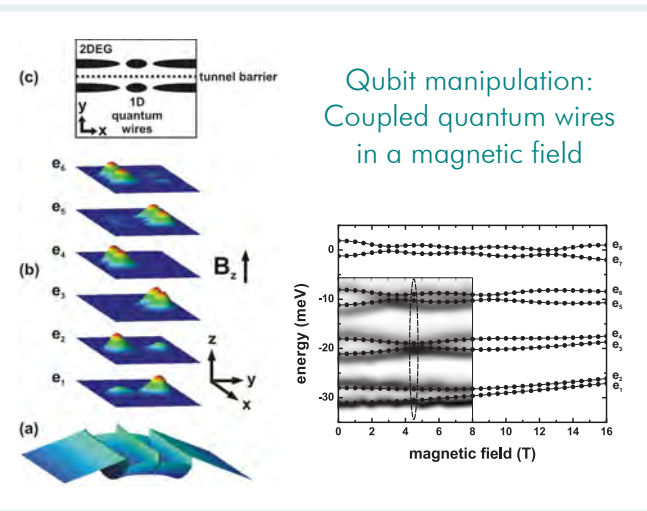 Qubit manipulation:
Coupled quantum wires
in a magnetic field
(c)
2DEG
tunnel barrier
y
x
1D
quantum
wires
(b)
e₆
e₅
e₄
e₃
e₂
e₁
B_z
z
y
x
(a)
energy (meV)
0
-10
-20
-30
0 2 4 6 8 10 12 14 16
magnetic field (T)
e₈
e₇
e₆
e₅
e₄
e₃
e₂
e₁